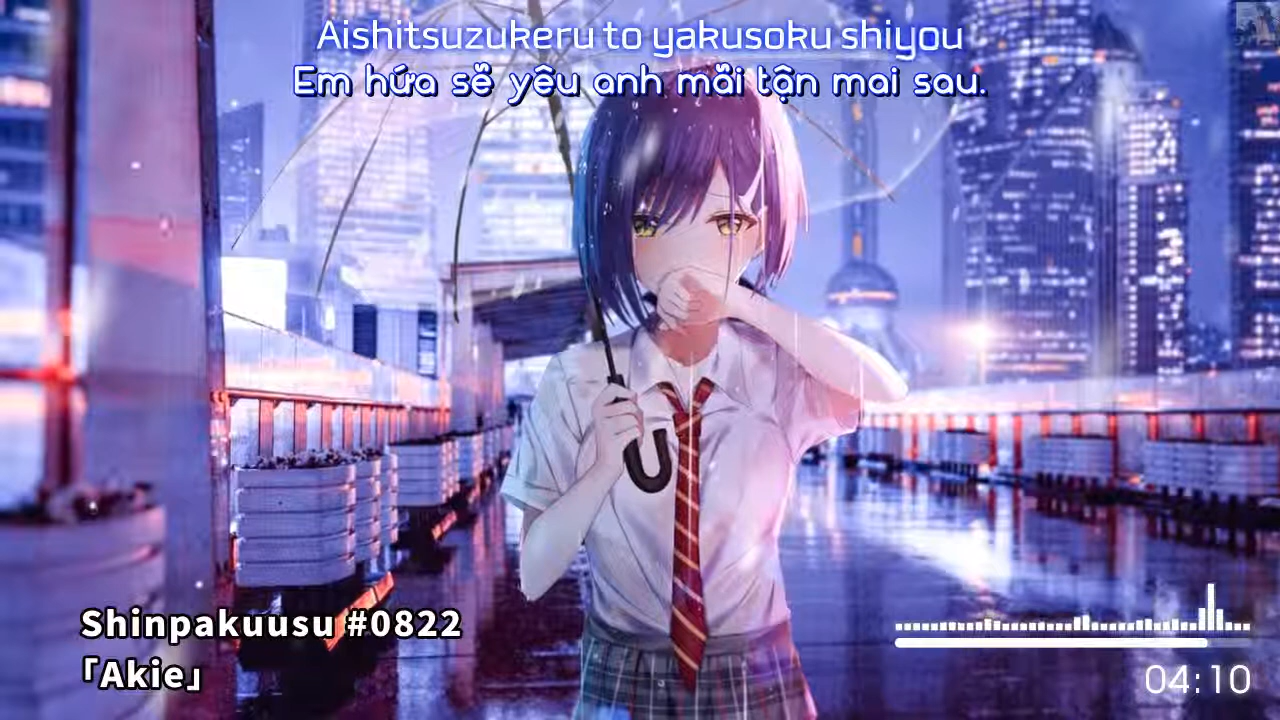 Aishitsuzukeru to yakusoku shiyou
Em hứa sẽ yêu anh mãi tận mai sau.
Shinpakuusu #0822
「Akie」
04:10